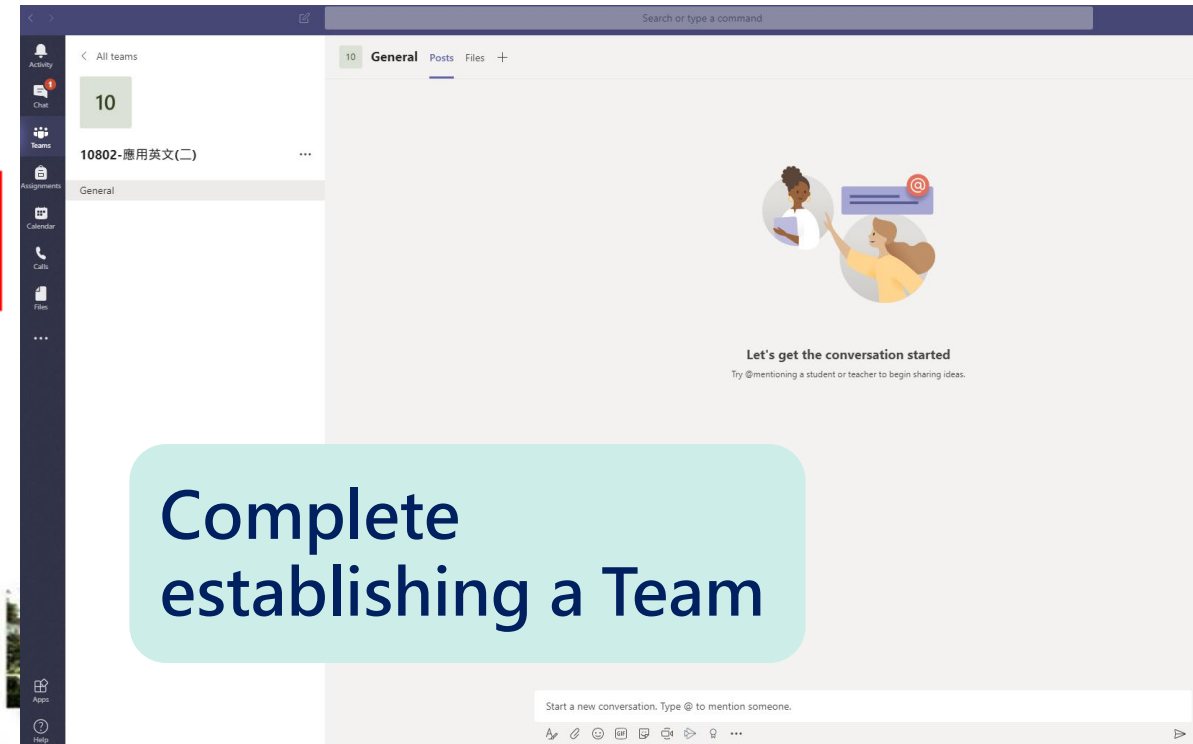 Search or type a command
Activity
1
Chat
Teams
Assignments
Calendar
Calls
Files
Apps
Help
All teams
10
10802-應用英文(二)
General
10 General Posts Files
@
Let's get the conversation started
Try @mentioning a student or teacher to begin sharing ideas.
Complete
establishing a Team
Start a new conversation. Type @ to mention someone.
GIF